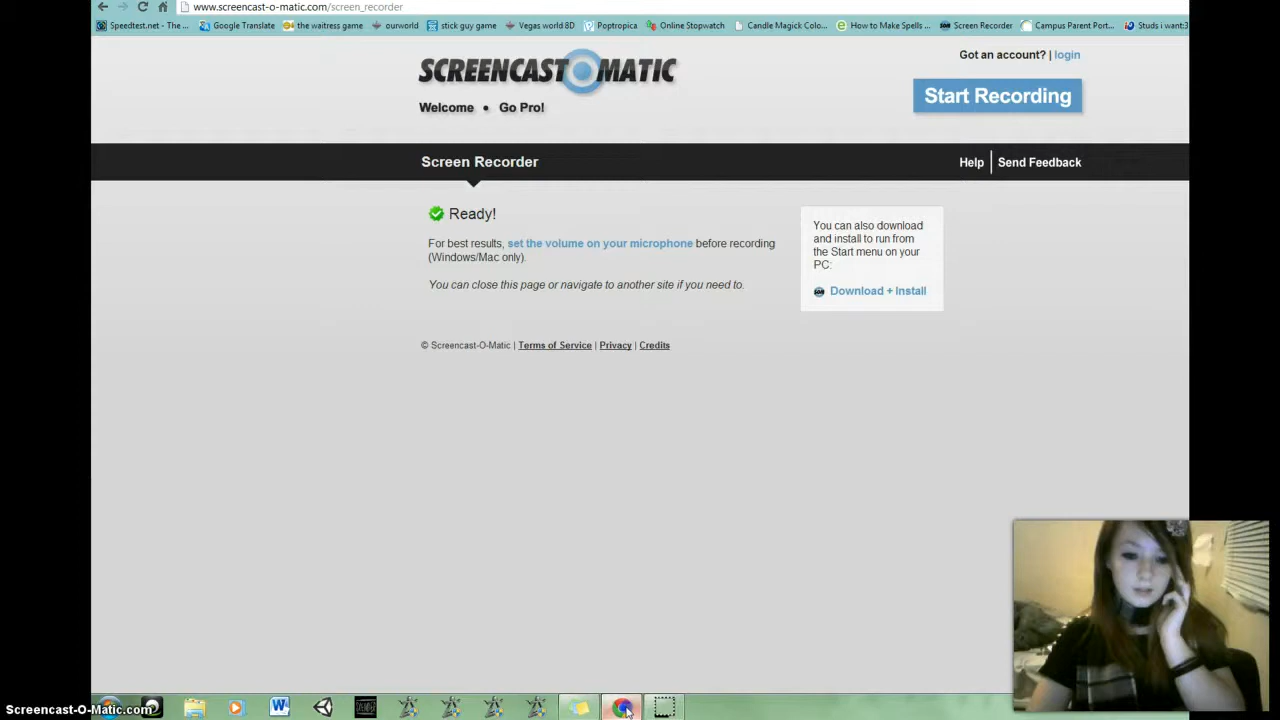 www.screencast-o-matic.com/screen_recorder
Speedtest.net - The ... Google Translate the waitress game ourworld stick guy game Vegas world 8D Poptropica Online Stopwatch Candle Magick Colo... How to Make Spells ... Screen Recorder Campus Parent Port... Studs i want:3
SCREENCAST O MATIC
Got an account? | login
Start Recording
Welcome • Go Pro!
Screen Recorder
Help | Send Feedback
Ready!
For best results, set the volume on your microphone before recording
(Windows/Mac only).
You can close this page or navigate to another site if you need to.
You can also download
and install to run from
the Start menu on your
PC:
Download + Install
© Screencast-O-Matic | Terms of Service | Privacy | Credits
Screencast-O-Matic.com